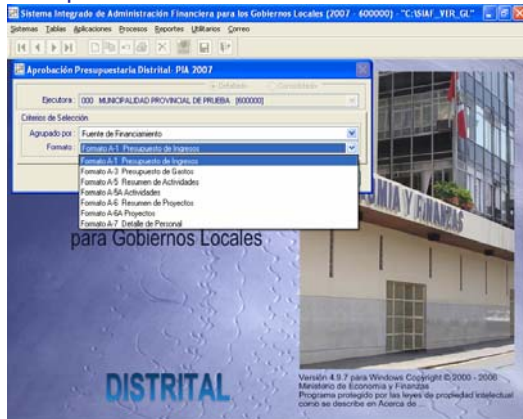 Sistema Integrado de Administración Financiera para los Gobiernos Locales (2007 - 600000) - "C:\SIAF_VER_GL"
Sistemas Tablas Aplicaciones Procesos Reportes Utilitarios Correo
Aprobación Presupuestaria Distrital- PIA 2007
Detallado Consolidado
Ejecutora: 000 MUNICIPALIDAD PROVINCIAL DE PRUEBA [600000]
Criterios de Selección
Agrupado por: Fuente de Financiamiento
Formato: Formato A-1 Presupuesto de Ingresos
Formato A-1 Presupuesto de Ingresos
Formato A-3 Presupuesto de Gastos
Formato A-5 Resumen de Actividades
Formato A-5A Actividades
Formato A-6 Resumen de Proyectos
Formato A-6A Proyectos
Formato A-7 Detalle de Personal
OMIA Y FINANZAS
para Gobiernos Locales
DISTRITAL
Versión 4.9.7 para Windows Copyright © 2000 - 2006
Ministerio de Economía y Finanzas
Programa protegido por las leyes de propiedad intelectual
como se describe en Acerca de ...